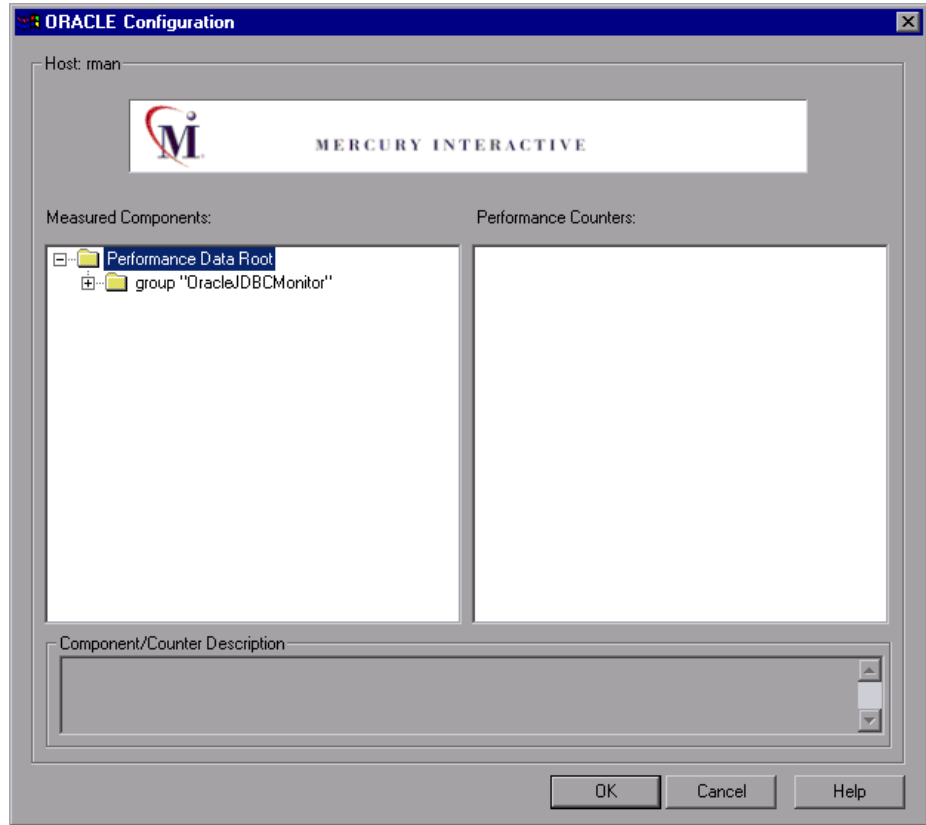 ORACLE Configuration
Host: rman
M
MERCURY INTERACTIVE
Measured Components:
Performance Counters:
Performance Data Root
group "OracleJDBCMonitor"
Component/Counter Description
OK Cancel Help